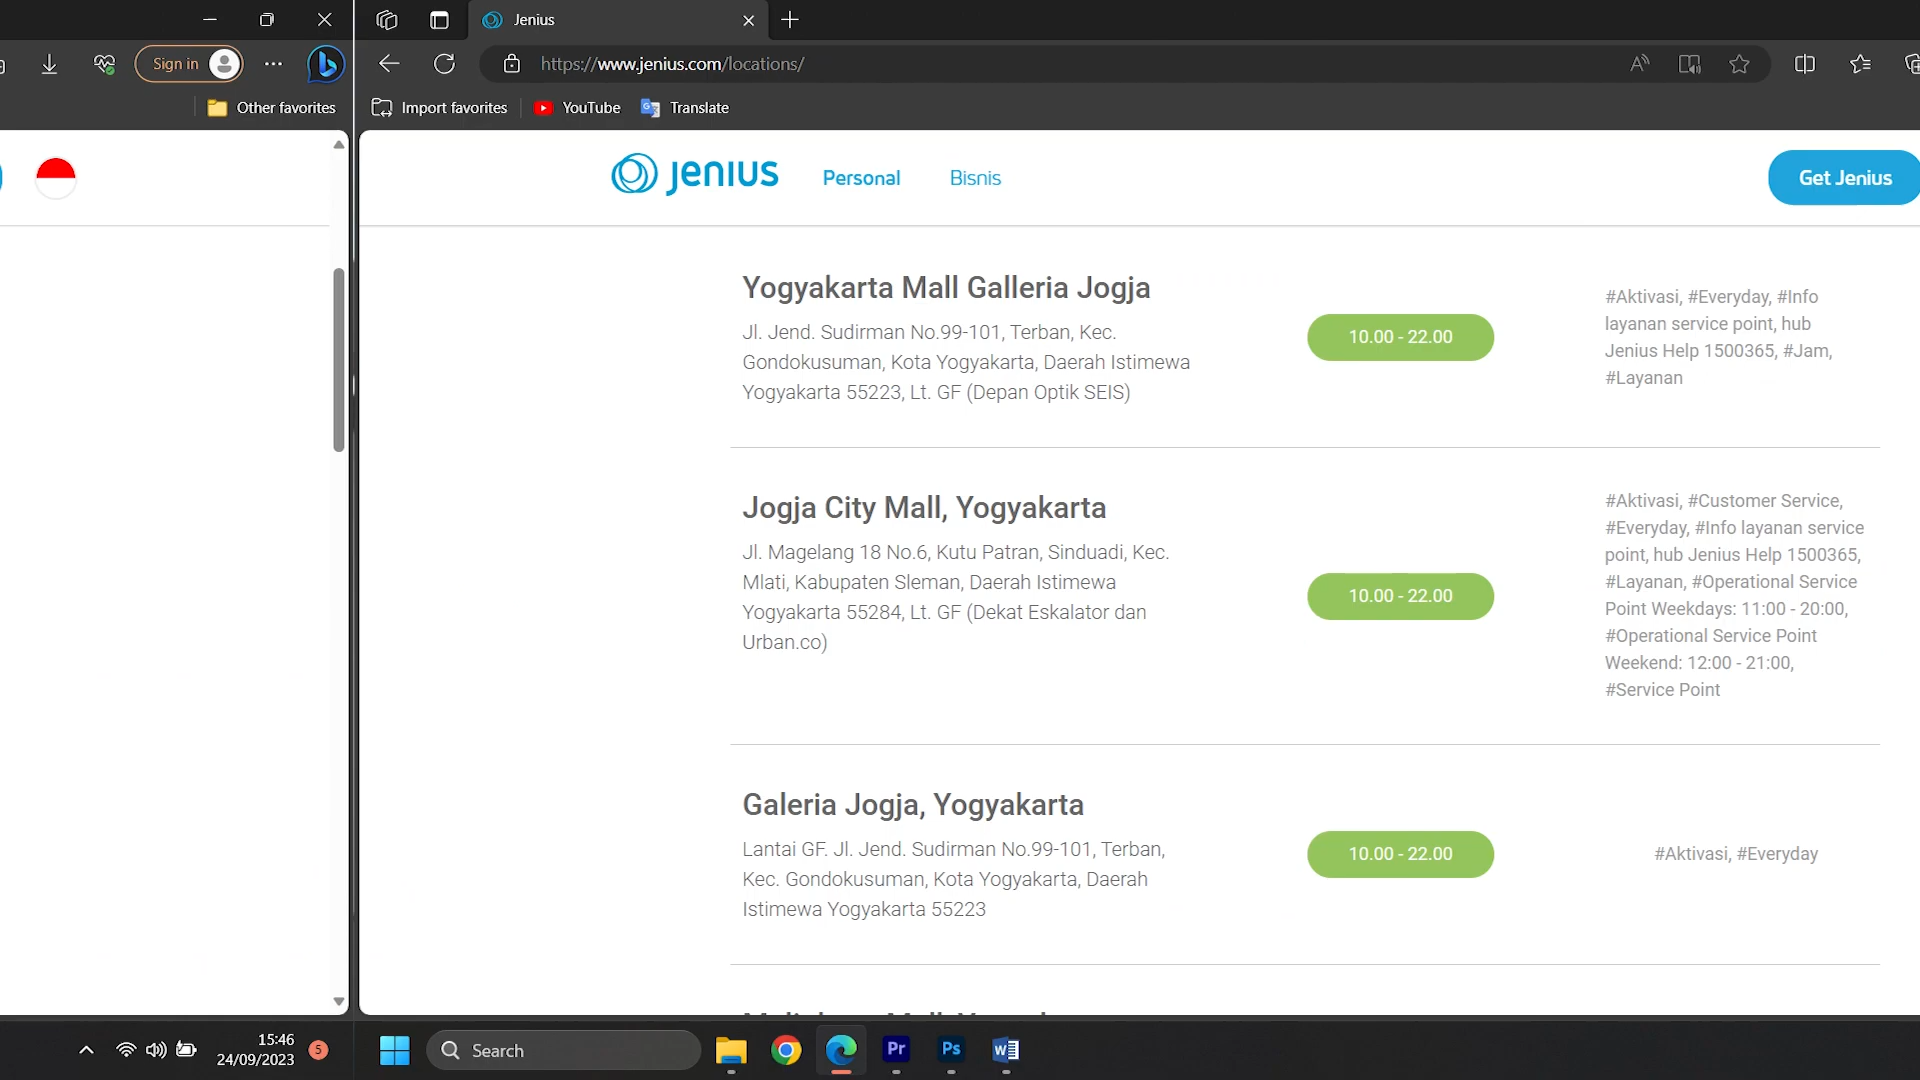 Jenius
Sign in
https://www.jenius.com/locations/
Other favorites
Import favorites
YouTube
Translate
jenius
Personal
Bisnis
Get Jenius
Yogyakarta Mall Galleria Jogja
Jl. Jend. Sudirman No.99-101, Terban, Kec.
Gondokusuman, Kota Yogyakarta, Daerah Istimewa
Yogyakarta 55223, Lt. GF (Depan Optik SEIS)
10.00 - 22.00
#Aktivasi, #Everyday, #Info
layanan service point, hub
Jenius Help 1500365, #Jam,
#Layanan
Jogja City Mall, Yogyakarta
Jl. Magelang 18 No.6, Kutu Patran, Sinduadi, Kec.
Mlati, Kabupaten Sleman, Daerah Istimewa
Yogyakarta 55284, Lt. GF (Dekat Eskalator dan
Urban.co)
10.00 - 22.00
#Aktivasi, #Customer Service,
#Everyday, #Info layanan service
point, hub Jenius Help 1500365,
#Layanan, #Operational Service
Point Weekdays: 11:00 - 20:00,
#Operational Service Point
Weekend: 12:00 - 21:00,
#Service Point
Galeria Jogja, Yogyakarta
Lantai GF. Jl. Jend. Sudirman No.99-101, Terban,
Kec. Gondokusuman, Kota Yogyakarta, Daerah
Istimewa Yogyakarta 55223
10.00 - 22.00
#Aktivasi, #Everyday
15:46
24/09/2023
5
Search
Pr
Ps
W